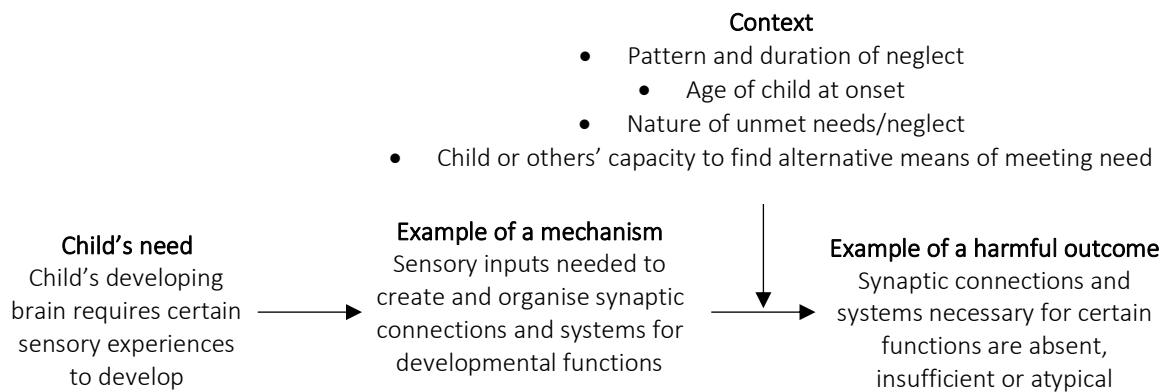 Context
• Pattern and duration of neglect
• Age of child at onset
• Nature of unmet needs/neglect
• Child or others’ capacity to find alternative means of meeting need
Child’s need
Child’s developing
brain requires certain
sensory experiences
to develop
Example of a mechanism
Sensory inputs needed to
create and organise synaptic
connections and systems for
developmental functions
Example of a harmful outcome
Synaptic connections and
systems necessary for certain
functions are absent,
insufficient or atypical